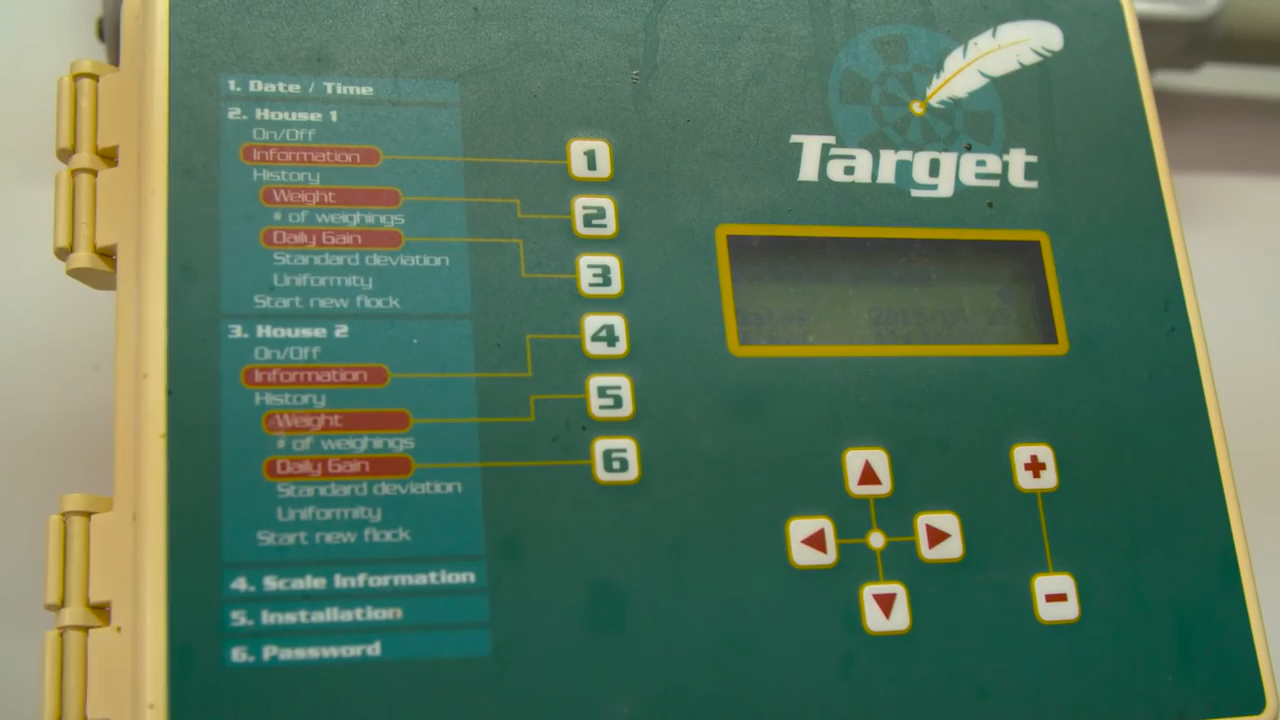 1. Date / Time
2. House 1
On/Off
Information
History
Weight
# of weighings
Daily Gain
Standard deviation
Uniformity
Start new flock
3. House 2
On/Off
Information
History
Weight
# of weighings
Daily Gain
Standard deviation
Uniformity
Start new flock
4. Scale Information
5. Installation
6. Password
1
2
3
4
5
6
Target
+
-